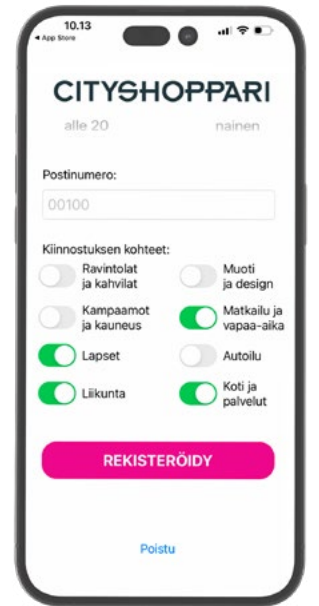 10.13
App Store
CITYSHOPPARI
alle 20 nainen
Postinumero:
00100
Kiinnostuksen kohteet:
Ravintolat Muoti
ja kahvilat ja design
Kampaamot Matkailu ja
ja kauneus vapaa-aika
Lapset Autoilu
Liikunta Koti ja
palvelut
REKISTERÖIDY
Poistu